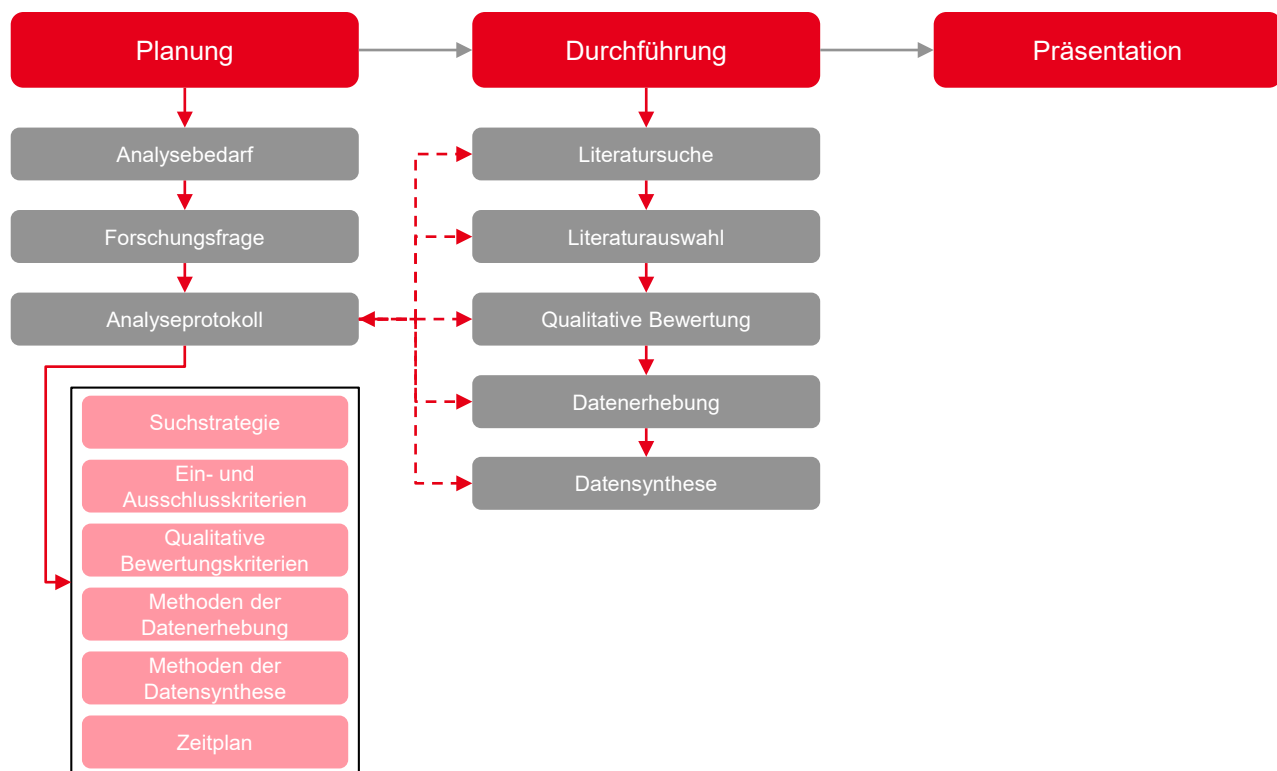 Planung
Durchführung
Präsentation
Analysebedarf
Forschungsfrage
Analyseprotokoll
Suchstrategie
Ein- und
Ausschlusskriterien
Qualitative
Bewertungskriterien
Methoden der
Datenerhebung
Methoden der
Datensynthese
Zeitplan
Literatursuche
Literaturauswahl
Qualitative Bewertung
Datenerhebung
Datensynthese